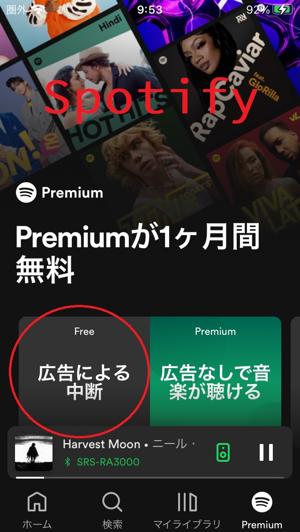 圏外
9:53
92%
Hindi
HOT HITS
RapCaviar
feat.
GloRilla
Spotify
Premium
Premiumが1ヶ月間
無料
Free
Premium
広告による
中断
広告なしで音
楽が聴ける
Harvest Moon • ニール・
SRS-RA3000
ホーム
検索
マイライブラリ
Premium